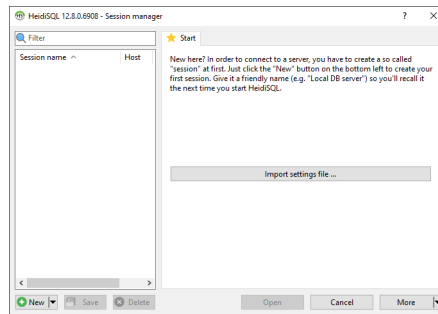 HeidiSQL 12.8.0.6908 - Session manager
Filter
Session name
Host
Start
New here? In order to connect to a server, you have to create a so called
"session" at first. Just click the "New" button on the bottom left to create your
first session. Give it a friendly name (e.g. "Local DB server") so you'll recall it
the next time you start HeidiSQL.
Import settings file ...
New
Save
Delete
Open
Cancel
More